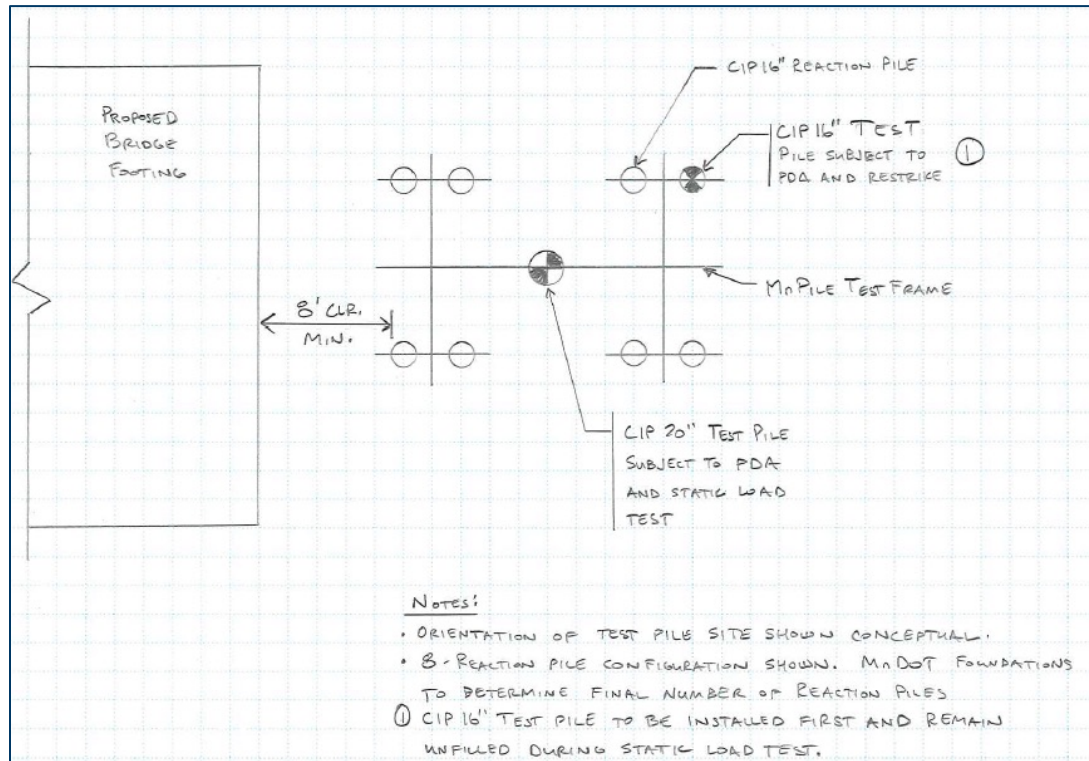 CIP 16" REACTION PILE
PROPOSED
BRIDGE
FOOTING
CIP 16" TEST
PILE SUBJECT TO
PDA AND RESTRIKE
1
MnPILE TEST FRAME
8' CLR.
MIN.
CIP 20" TEST PILE
SUBJECT TO PDA
AND STATIC LOAD
TEST
NOTES:
· ORIENTATION OF TEST PILE SITE SHOWN CONCEPTUAL.
· 8-REACTION PILE CONFIGURATION SHOWN. MnDOT FOUNDATIONS
TO DETERMINE FINAL NUMBER OF REACTION PILES
1 CIP 16" TEST PILE TO BE INSTALLED FIRST AND REMAIN
UNFILLED DURING STATIC LOAD TEST.